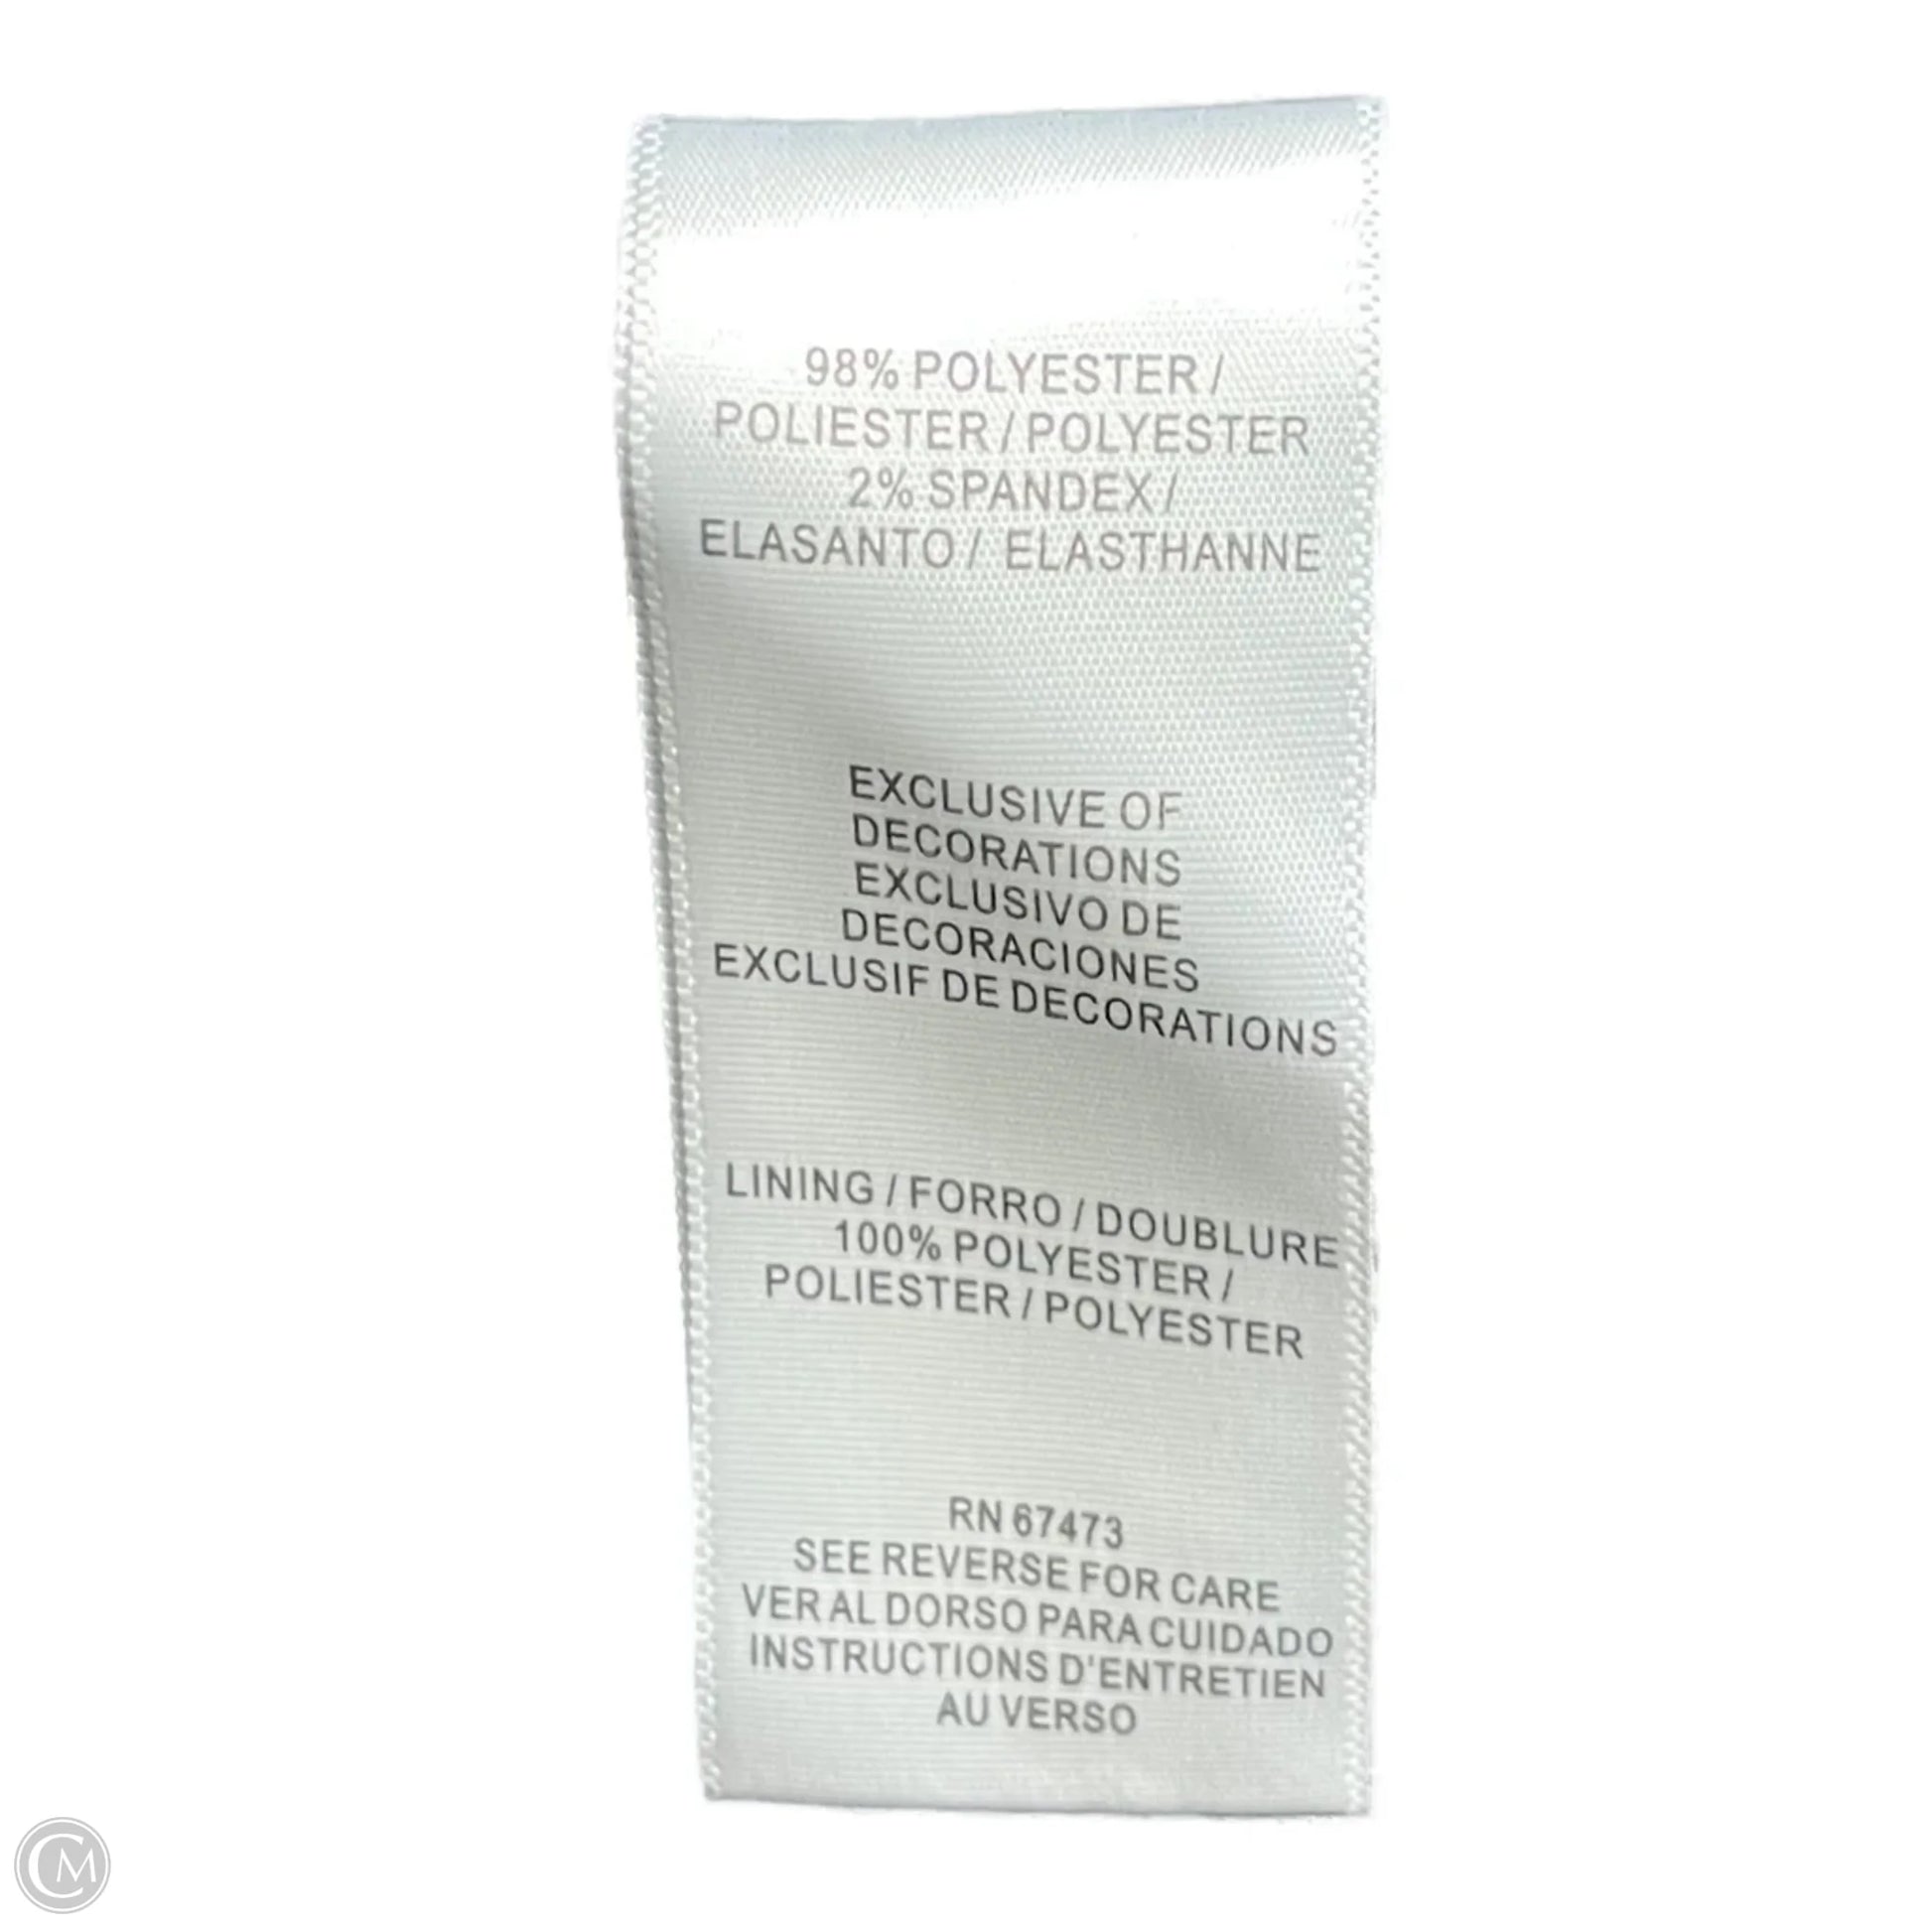 98% POLYESTER /
POLIESTER / POLYESTER
2% SPANDEX /
ELASANTO / ELASTHANNE
EXCLUSIVE OF
DECORATIONS
EXCLUSIVO DE
DECORACIONES
EXCLUSIF DE DECORATIONS
LINING / FORRO / DOUBLURE
100% POLYESTER /
POLIESTER / POLYESTER
RN 67473
SEE REVERSE FOR CARE
VER AL DORSO PARA CUIDADO
INSTRUCTIONS D'ENTRETIEN
AU VERSO
CM